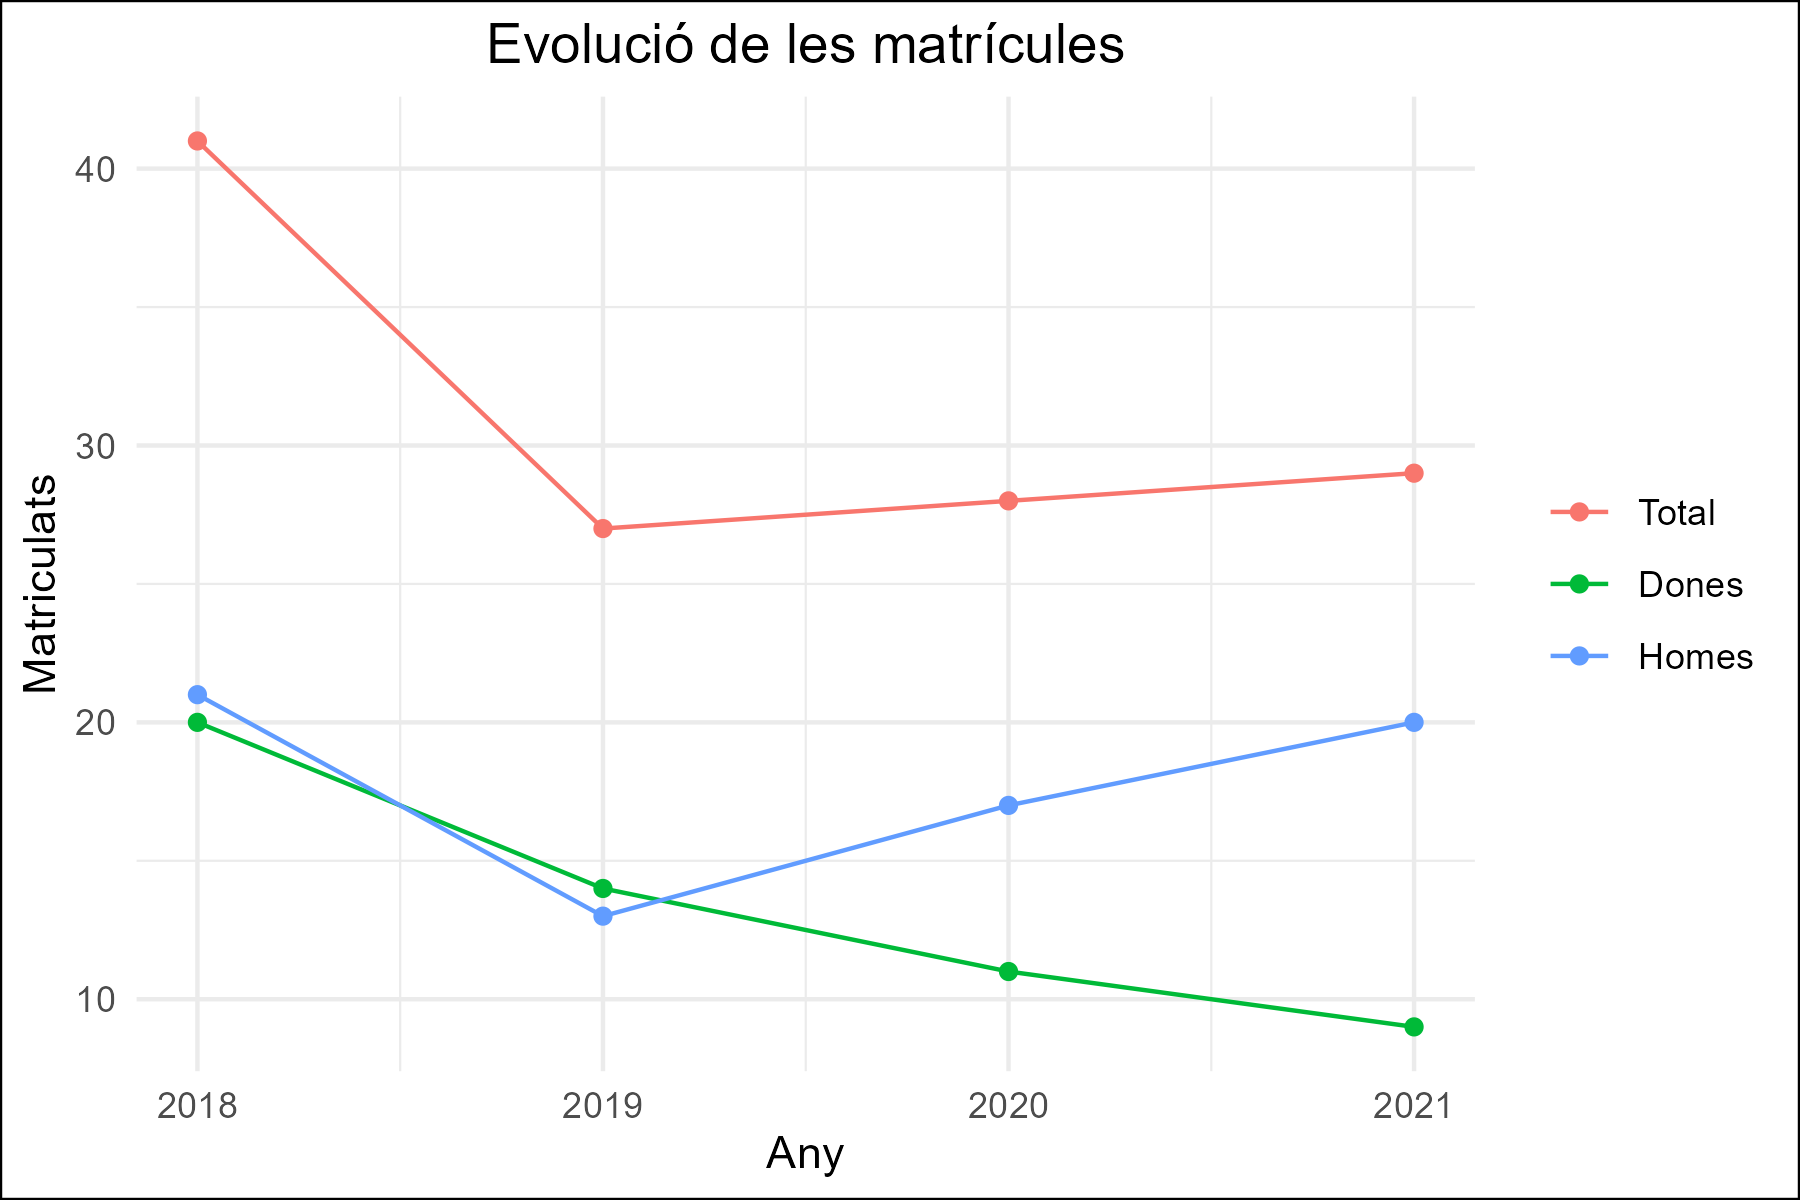 Evolució de les matrícules
40
30
20
10
Matriculats
2018 2019 2020 2021
Any
Total
Dones
Homes